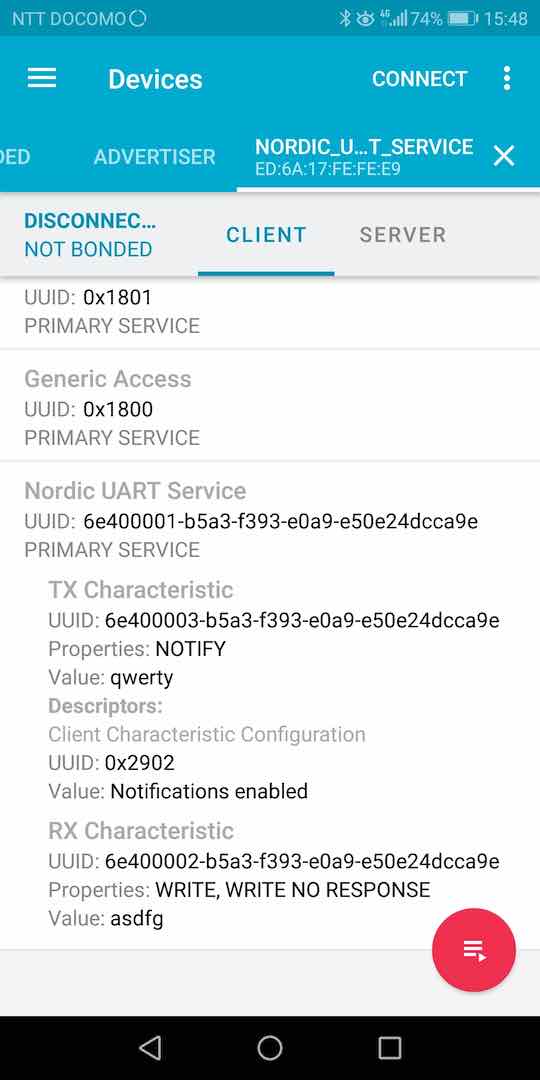 NTT DOCOMO 4G 74% 15:48
Devices CONNECT
DED ADVERTISER NORDIC_U...T_SERVICE
ED:6A:17:FE:FE:E9
DISCONNEC... CLIENT SERVER
NOT BONDED
UUID: 0x1801
PRIMARY SERVICE
Generic Access
UUID: 0x1800
PRIMARY SERVICE
Nordic UART Service
UUID: 6e400001-b5a3-f393-e0a9-e50e24dcca9e
PRIMARY SERVICE
TX Characteristic
UUID: 6e400003-b5a3-f393-e0a9-e50e24dcca9e
Properties: NOTIFY
Value: qwerty
Descriptors:
Client Characteristic Configuration
UUID: 0x2902
Value: Notifications enabled
RX Characteristic
UUID: 6e400002-b5a3-f393-e0a9-e50e24dcca9e
Properties: WRITE, WRITE NO RESPONSE
Value: asdfg